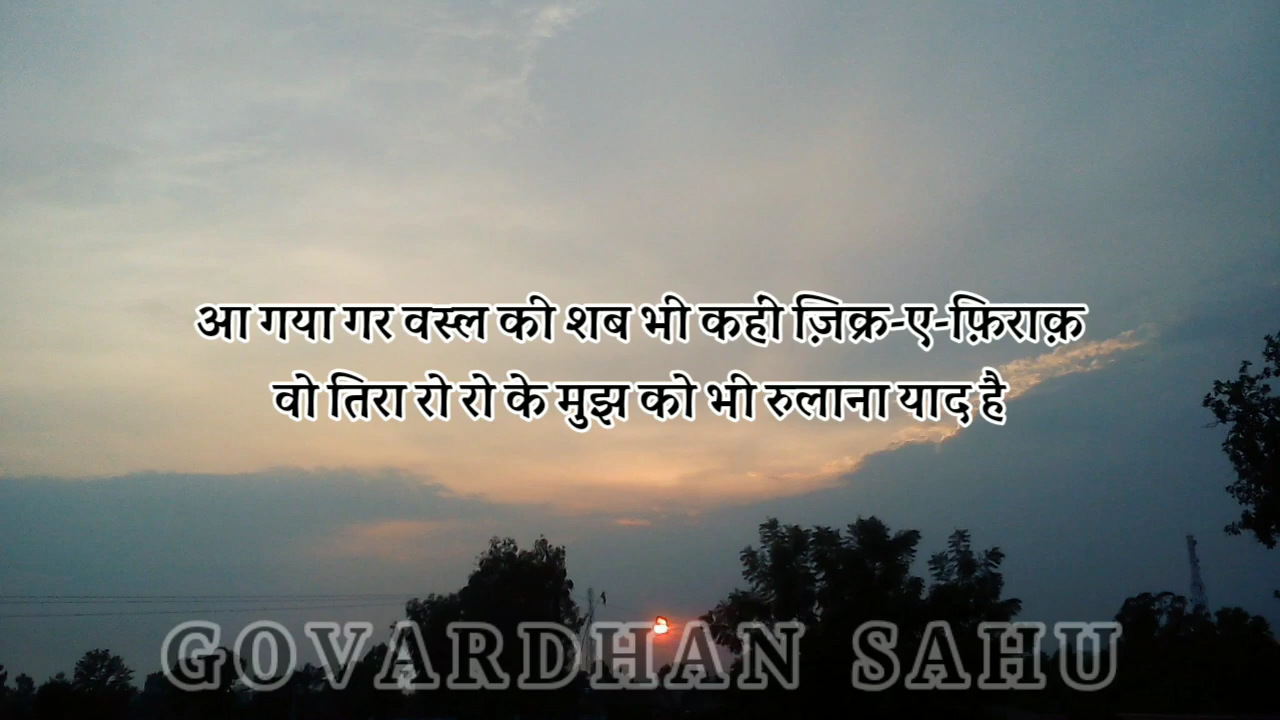 आ गया गर वस्ल की शब भी कहीं ज़िक्र-ए-फ़िराक़
वो तिरा रो रो के मुझ को भी रुलाना याद है
GOVARDHAN SAHU